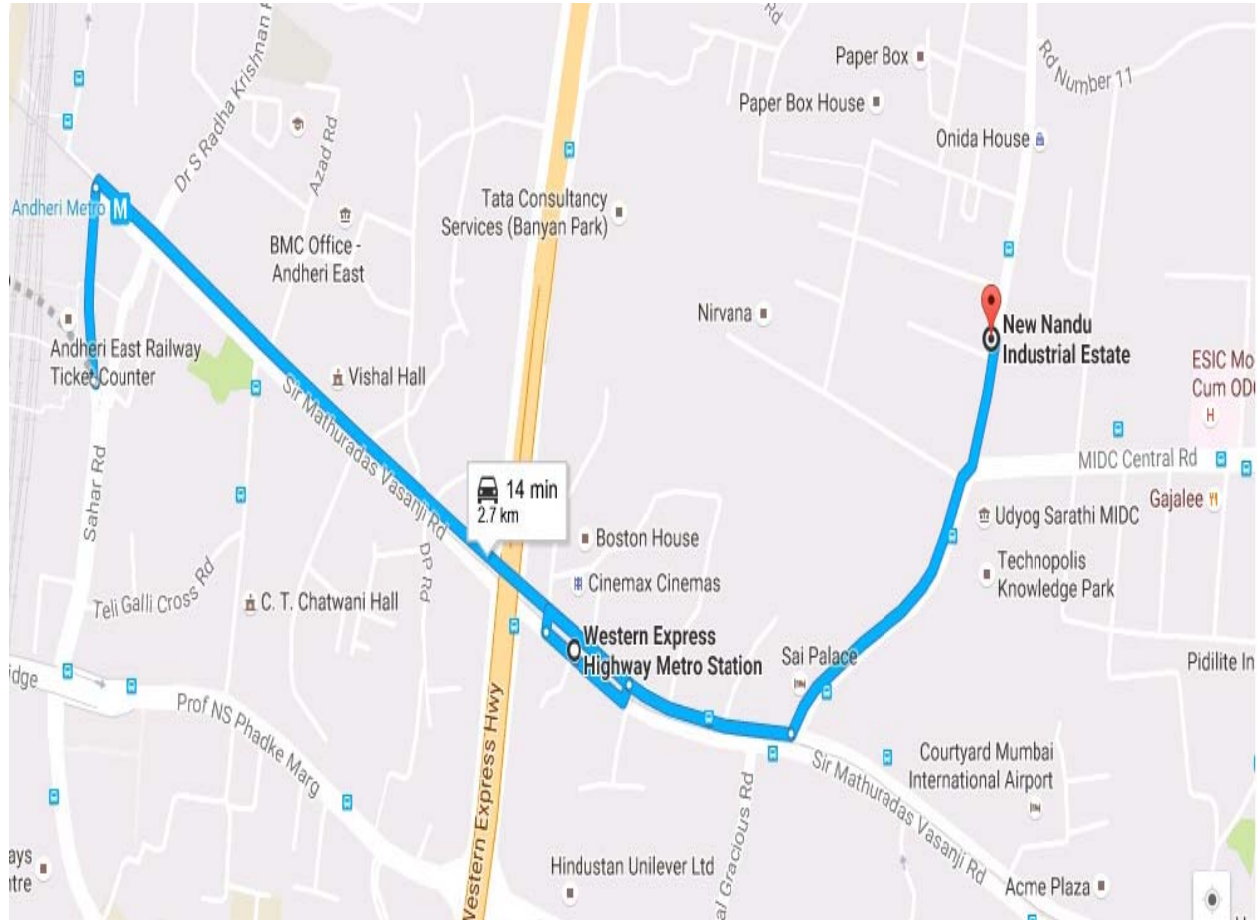 Rd
Dr S Radha Krishnan R
Paper Box
Rd Number 11
Paper Box House
Azad Rd
Onida House
Andheri Metro M
Tata Consultancy
Services (Banyan Park)
BMC Office -
Andheri East
Nirvana
New Nandu
Industrial Estate
Andheri East Railway
Ticket Counter
ESIC Mo
Cum OD
H
Vishal Hall
Sir Mathuradas Vasanji Rd
MIDC Central Rd
14 min
2.7 km
Gajalee
Sahar Rd
Udyog Sarathi MIDC
Boston House
DP Rd
Technopolis
Knowledge Park
Cinemax Cinemas
Teli Galli Cross Rd
C. T. Chatwani Hall
Western Express
Highway Metro Station
Sai Palace
Pidilite In
idge
Prof NS Phadke Marg
Western Express Hwy
Courtyard Mumbai
International Airport
Sir Mathuradas Vasanji Rd
al Gracious Rd
ays
ntre
Hindustan Unilever Ltd
Acme Plaza